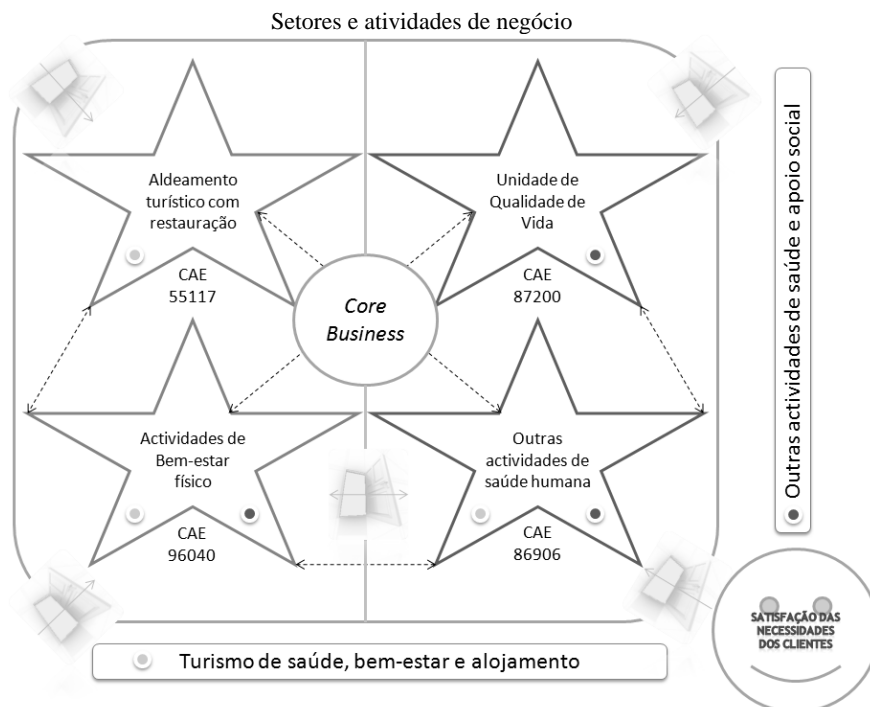 Setores e atividades de negócio
Aldeamento
turístico com
restauração
CAE
55117
Unidade de
Qualidade de
Vida
CAE
87200
Core
Business
Actividades de
Bem-estar
físico
CAE
96040
Outras
actividades de
saúde humana
CAE
86906
Outras actividades de saúde e apoio social
Turismo de saúde, bem-estar e alojamento
SATISFAÇÃO DAS
NECESSIDADES
DOS CLIENTES